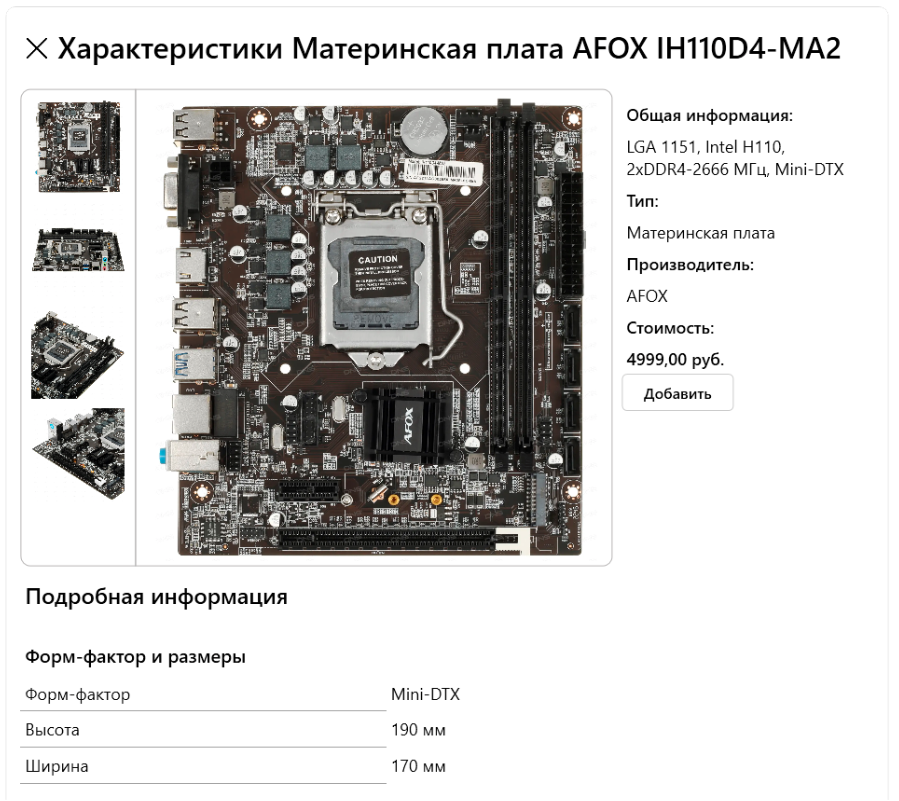 Характеристики Материнская плата AFOX IH110D4-MA2
Общая информация:
LGA 1151, Intel H110,
2xDDR4-2666 МГц, Mini-DTX
Тип:
Материнская плата
Производитель:
AFOX
Стоимость:
4999,00 руб.
Добавить
CAUTION
REMOVE
AFOX
Подробная информация
Форм-фактор и размеры
Форм-фактор Mini-DTX
Высота 190 мм
Ширина 170 мм